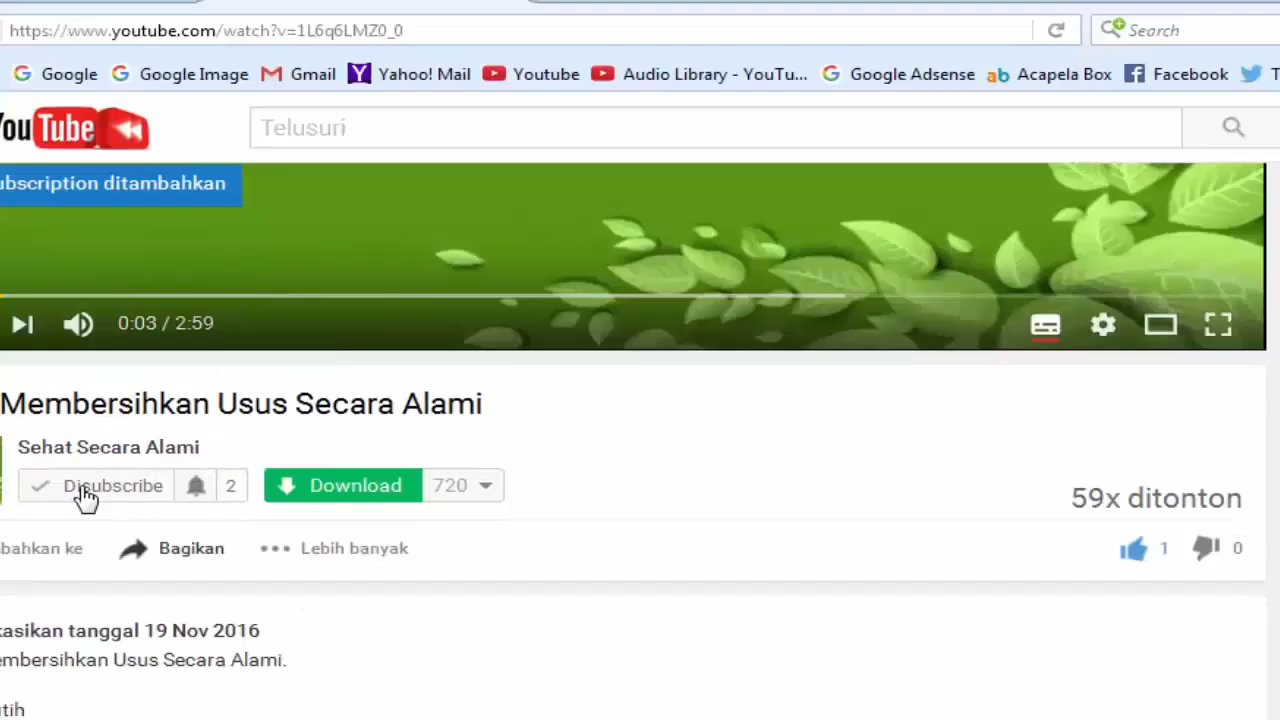 https://www.youtube.com/watch?v=1L6q6LMZ0_0
Search
Google Google Image Gmail Yahoo! Mail Youtube Audio Library - YouTu... Google Adsense ab Acapela Box Facebook T
YouTube
Telusuri
ubscription ditambahkan
0:03 / 2:59
Membersihkan Usus Secara Alami
Sehat Secara Alami
Disubscribe 2 Download 720
59x ditonton
bahkan ke Bagikan Lebih banyak
1 0
kasikan tanggal 19 Nov 2016
embersihkan Usus Secara Alami.
utih